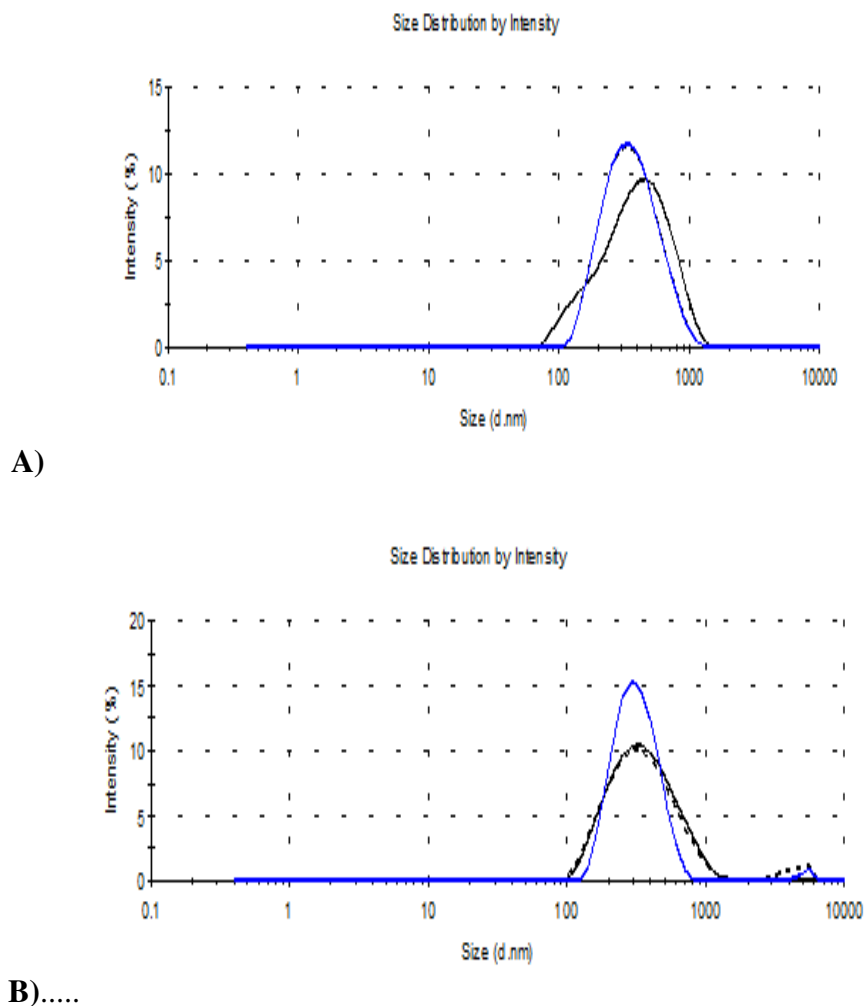 Size Distribution by Intensity
15
10
5
0
Intensity (%)
0.1 1 10 100 1000 10000
Size (d.nm)
A)
Size Distribution by Intensity
20
15
10
5
0
Intensity (%)
0.1 1 10 100 1000 10000
Size (d.nm)
B).....